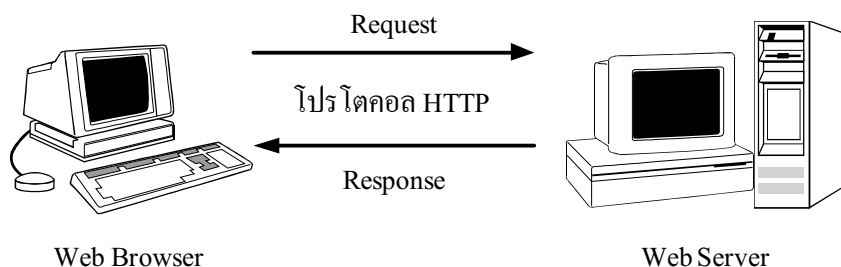 Request
โปรโตคอล HTTP
Response
Web Browser
Web Server